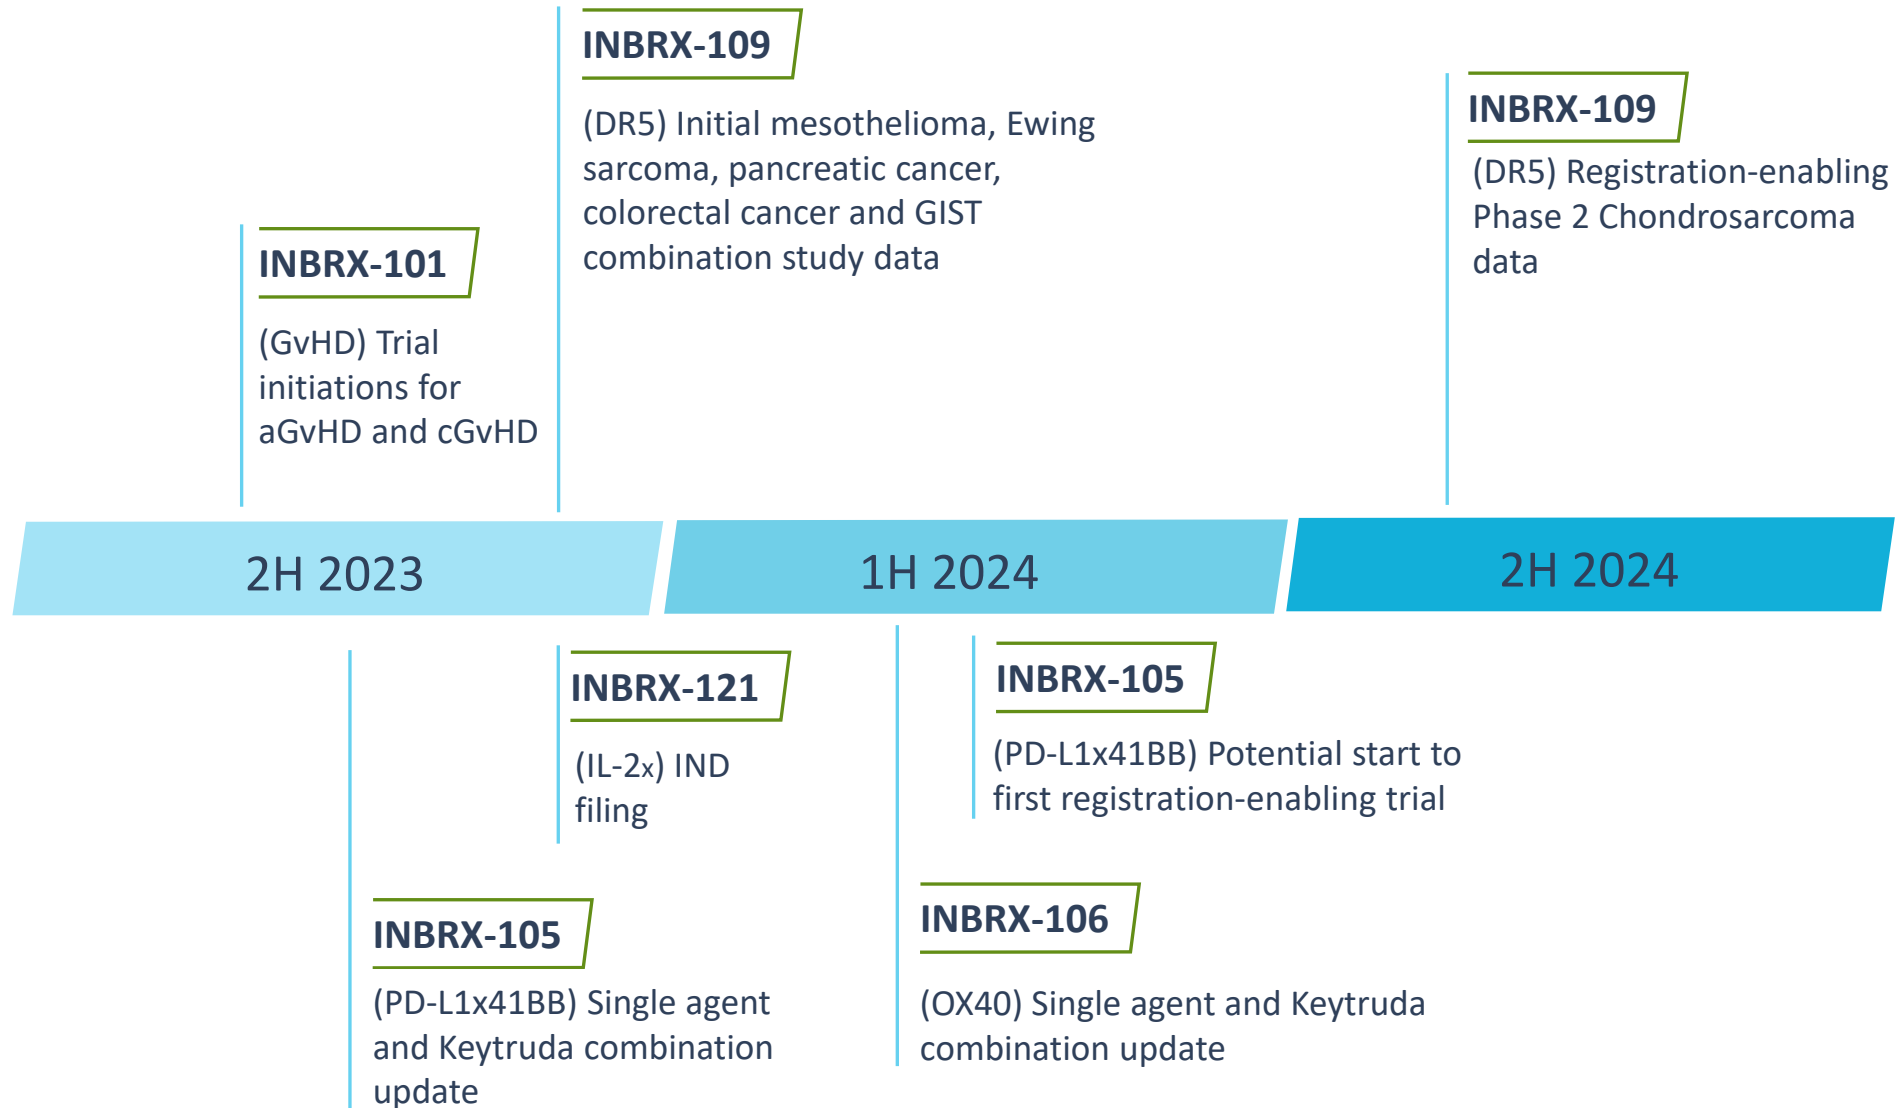 INBRX-109
(DR5) Initial mesothelioma, Ewing
sarcoma, pancreatic cancer,
colorectal cancer and GIST
combination study data
INBRX-109
(DR5) Registration-enabling
Phase 2 Chondrosarcoma
data
INBRX-101
(GvHD) Trial
initiations for
aGvHD and cGvHD
2H 2023
1H 2024
2H 2024
INBRX-121
(IL-2x) IND
filing
INBRX-105
(PD-L1x41BB) Potential start to
first registration-enabling trial
INBRX-105
(PD-L1x41BB) Single agent
and Keytruda combination
update
INBRX-106
(OX40) Single agent and Keytruda
combination update